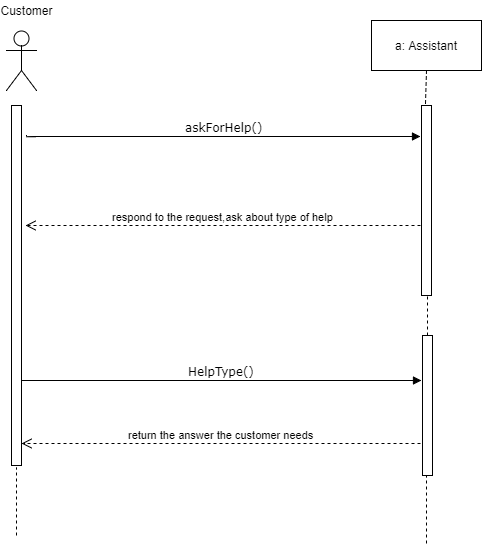 Customer
a: Assistant
askForHelp()
respond to the request,ask about type of help
HelpType()
return the answer the customer needs